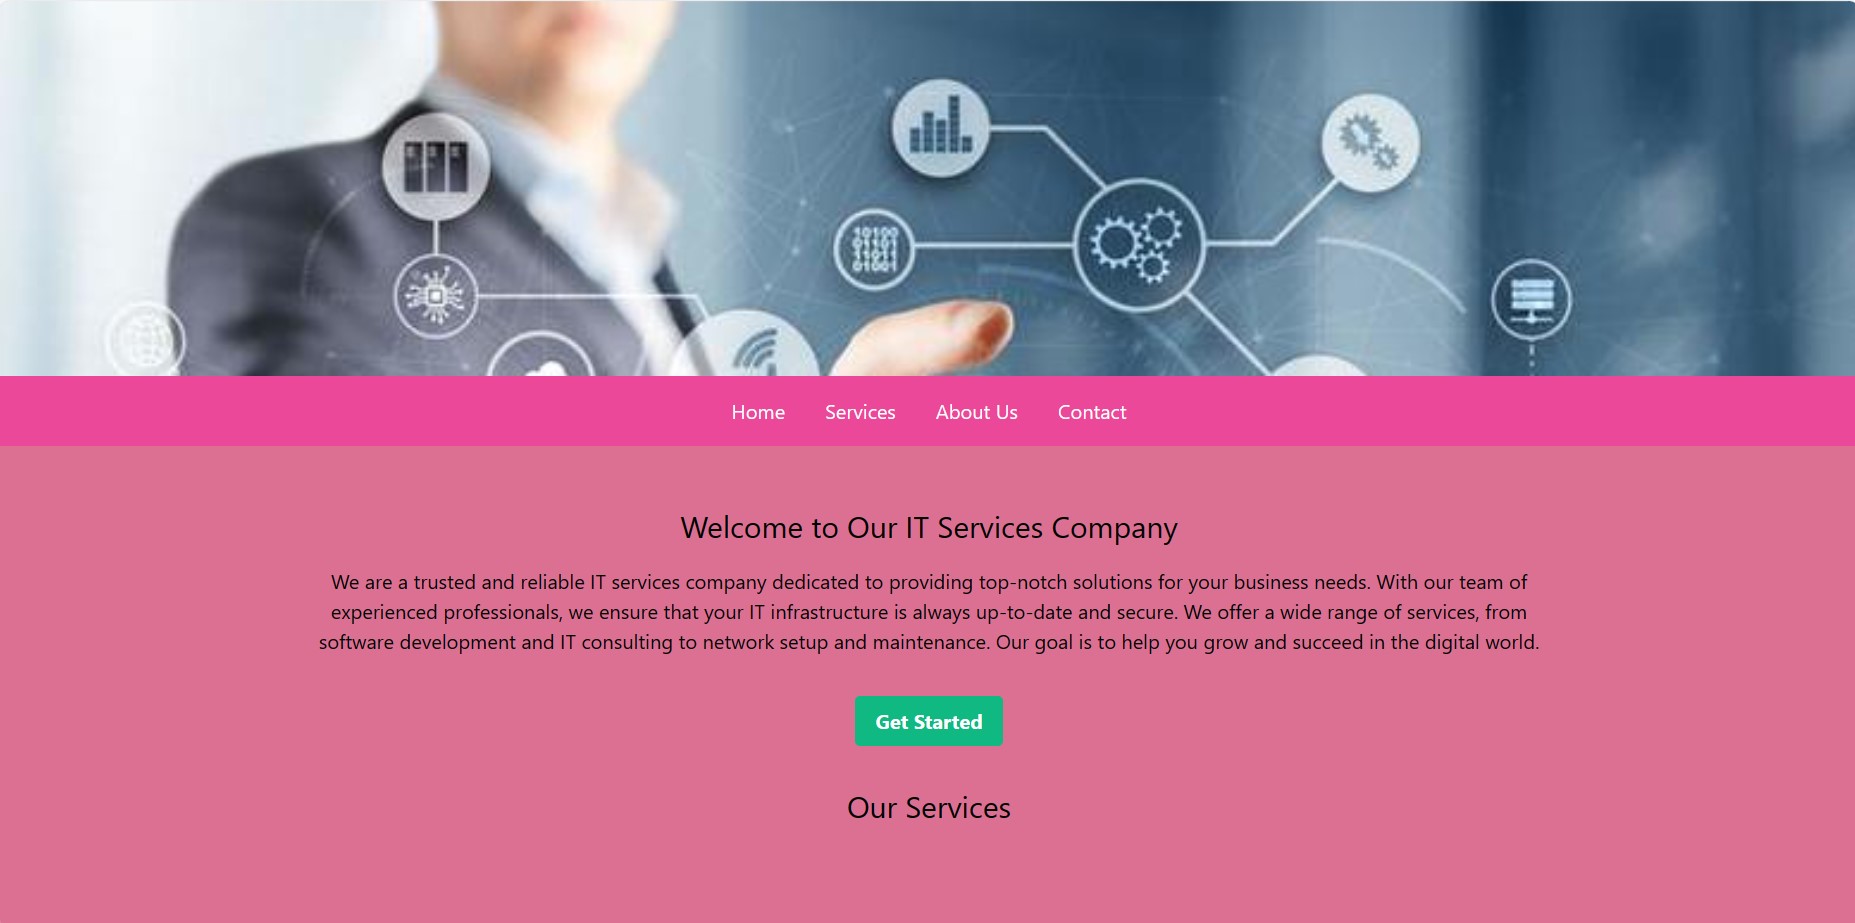 10100
01101
11011
01001
Home Services About Us Contact
Welcome to Our IT Services Company
We are a trusted and reliable IT services company dedicated to providing top-notch solutions for your business needs. With our team of
experienced professionals, we ensure that your IT infrastructure is always up-to-date and secure. We offer a wide range of services, from
software development and IT consulting to network setup and maintenance. Our goal is to help you grow and succeed in the digital world.
Get Started
Our Services